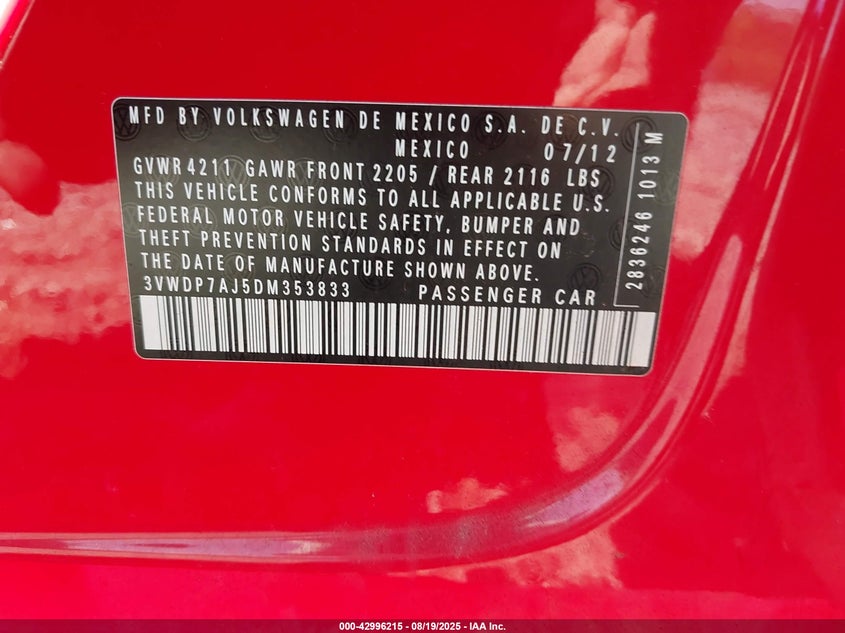 MFD BY VOLKSWAGEN DE MEXICO S.A. DE C.V.
MEXICO 07/12
GVWR 4211 GAWR FRONT 2205 / REAR 2116 LBS
THIS VEHICLE CONFORMS TO ALL APPLICABLE U.S.
FEDERAL MOTOR VEHICLE SAFETY, BUMPER AND
THEFT PREVENTION STANDARDS IN EFFECT ON
THE DATE OF MANUFACTURE SHOWN ABOVE.
3VWDP7AJ5DM353833 PASSENGER CAR
2836246 1013 M
000-42996215 - 08/19/2025 - IAA Inc.